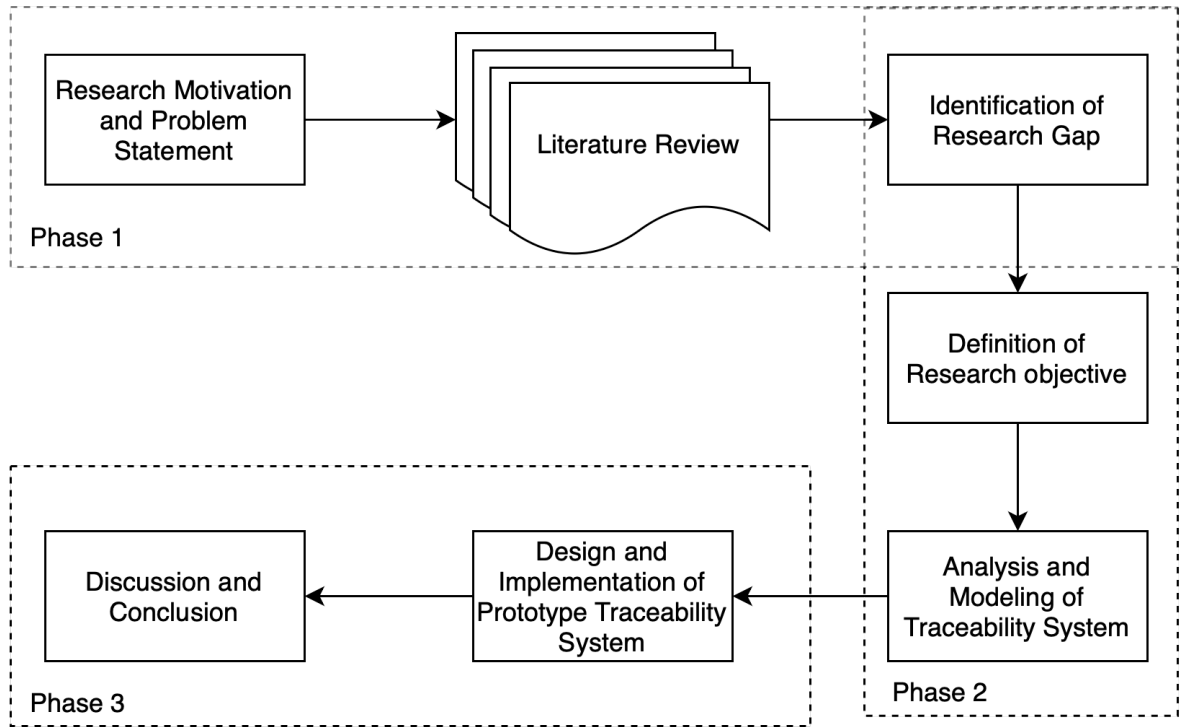 Research Motivation
and Problem
Statement
Literature Review
Identification of
Research Gap
Phase 1
Definition of
Research objective
Analysis and
Modeling of
Traceability System
Phase 2
Design and
Implementation of
Prototype Traceability
System
Discussion and
Conclusion
Phase 3